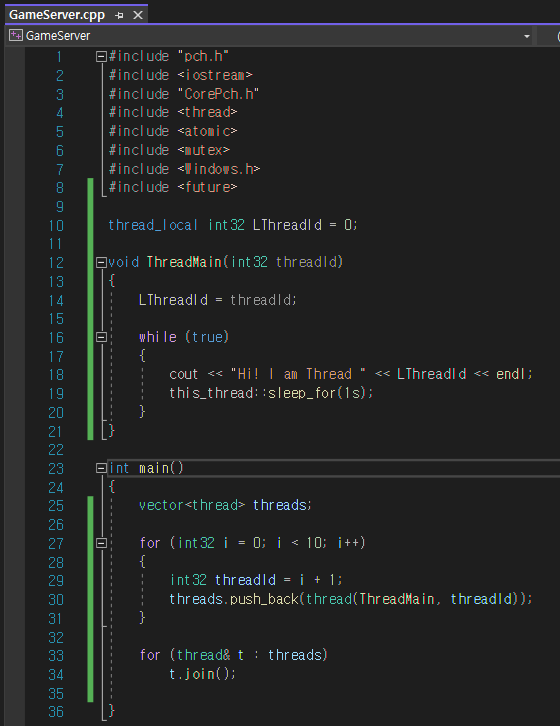 GameServer.cpp
GameServer
1 #include "pch.h"
2 #include <iostream>
3 #include "CorePch.h"
4 #include <thread>
5 #include <atomic>
6 #include <mutex>
7 #include <Windows.h>
8 #include <future>
9
10 thread_local int32 LThreadId = 0;
11
12 void ThreadMain(int32 threadId)
13 {
14 LThreadId = threadId;
15
16 while (true)
17 {
18 cout << "Hi! I am Thread " << LThreadId << endl;
19 this_thread::sleep_for(1s);
20 }
21 }
22
23 int main()
24 {
25 vector<thread> threads;
26
27 for (int32 i = 0; i < 10; i++)
28 {
29 int32 threadId = i + 1;
30 threads.push_back(thread(ThreadMain, threadId));
31 }
32
33 for (thread& t : threads)
34 t.join();
35
36 }